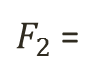 F₂ =